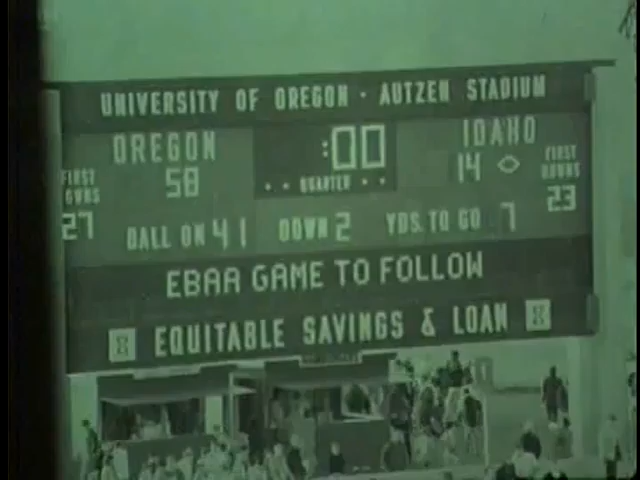 UNIVERSITY OF OREGON • AUTZEN STADIUM
OREGON :00 IDAHO
58 14
FIRST DOWNS 27
QUARTER
FIRST DOWNS 23
BALL ON 41 DOWN 2 YDS. TO GO 7
EBAA GAME TO FOLLOW
EQUITABLE SAVINGS & LOAN